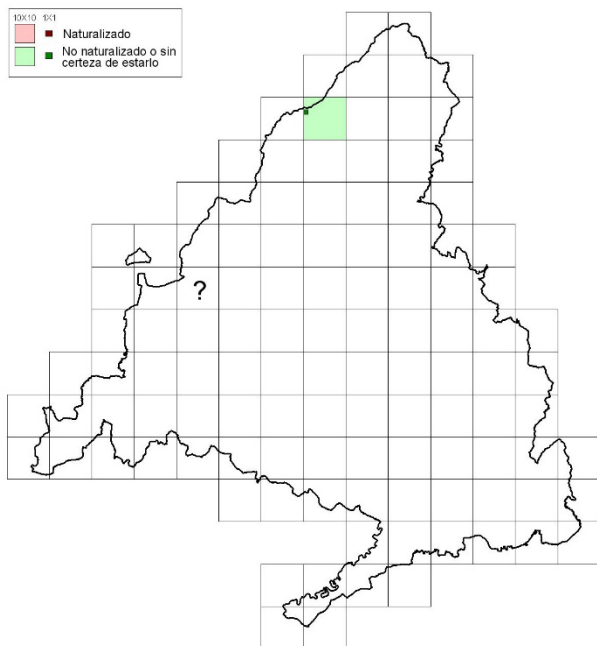 10X10 1X1
Naturalizado
No naturalizado o sin
certeza de estarlo
?